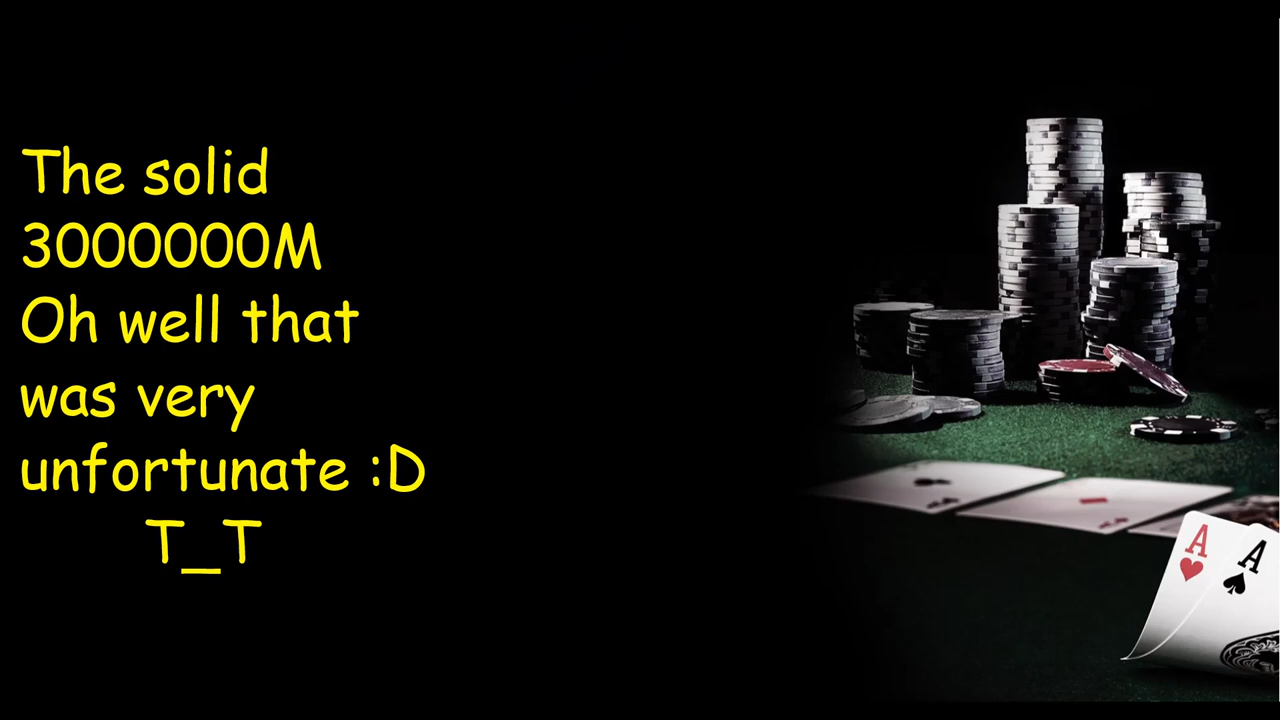 The solid
3000000M
Oh well that
was very
unfortunate :D
T_T
A
A